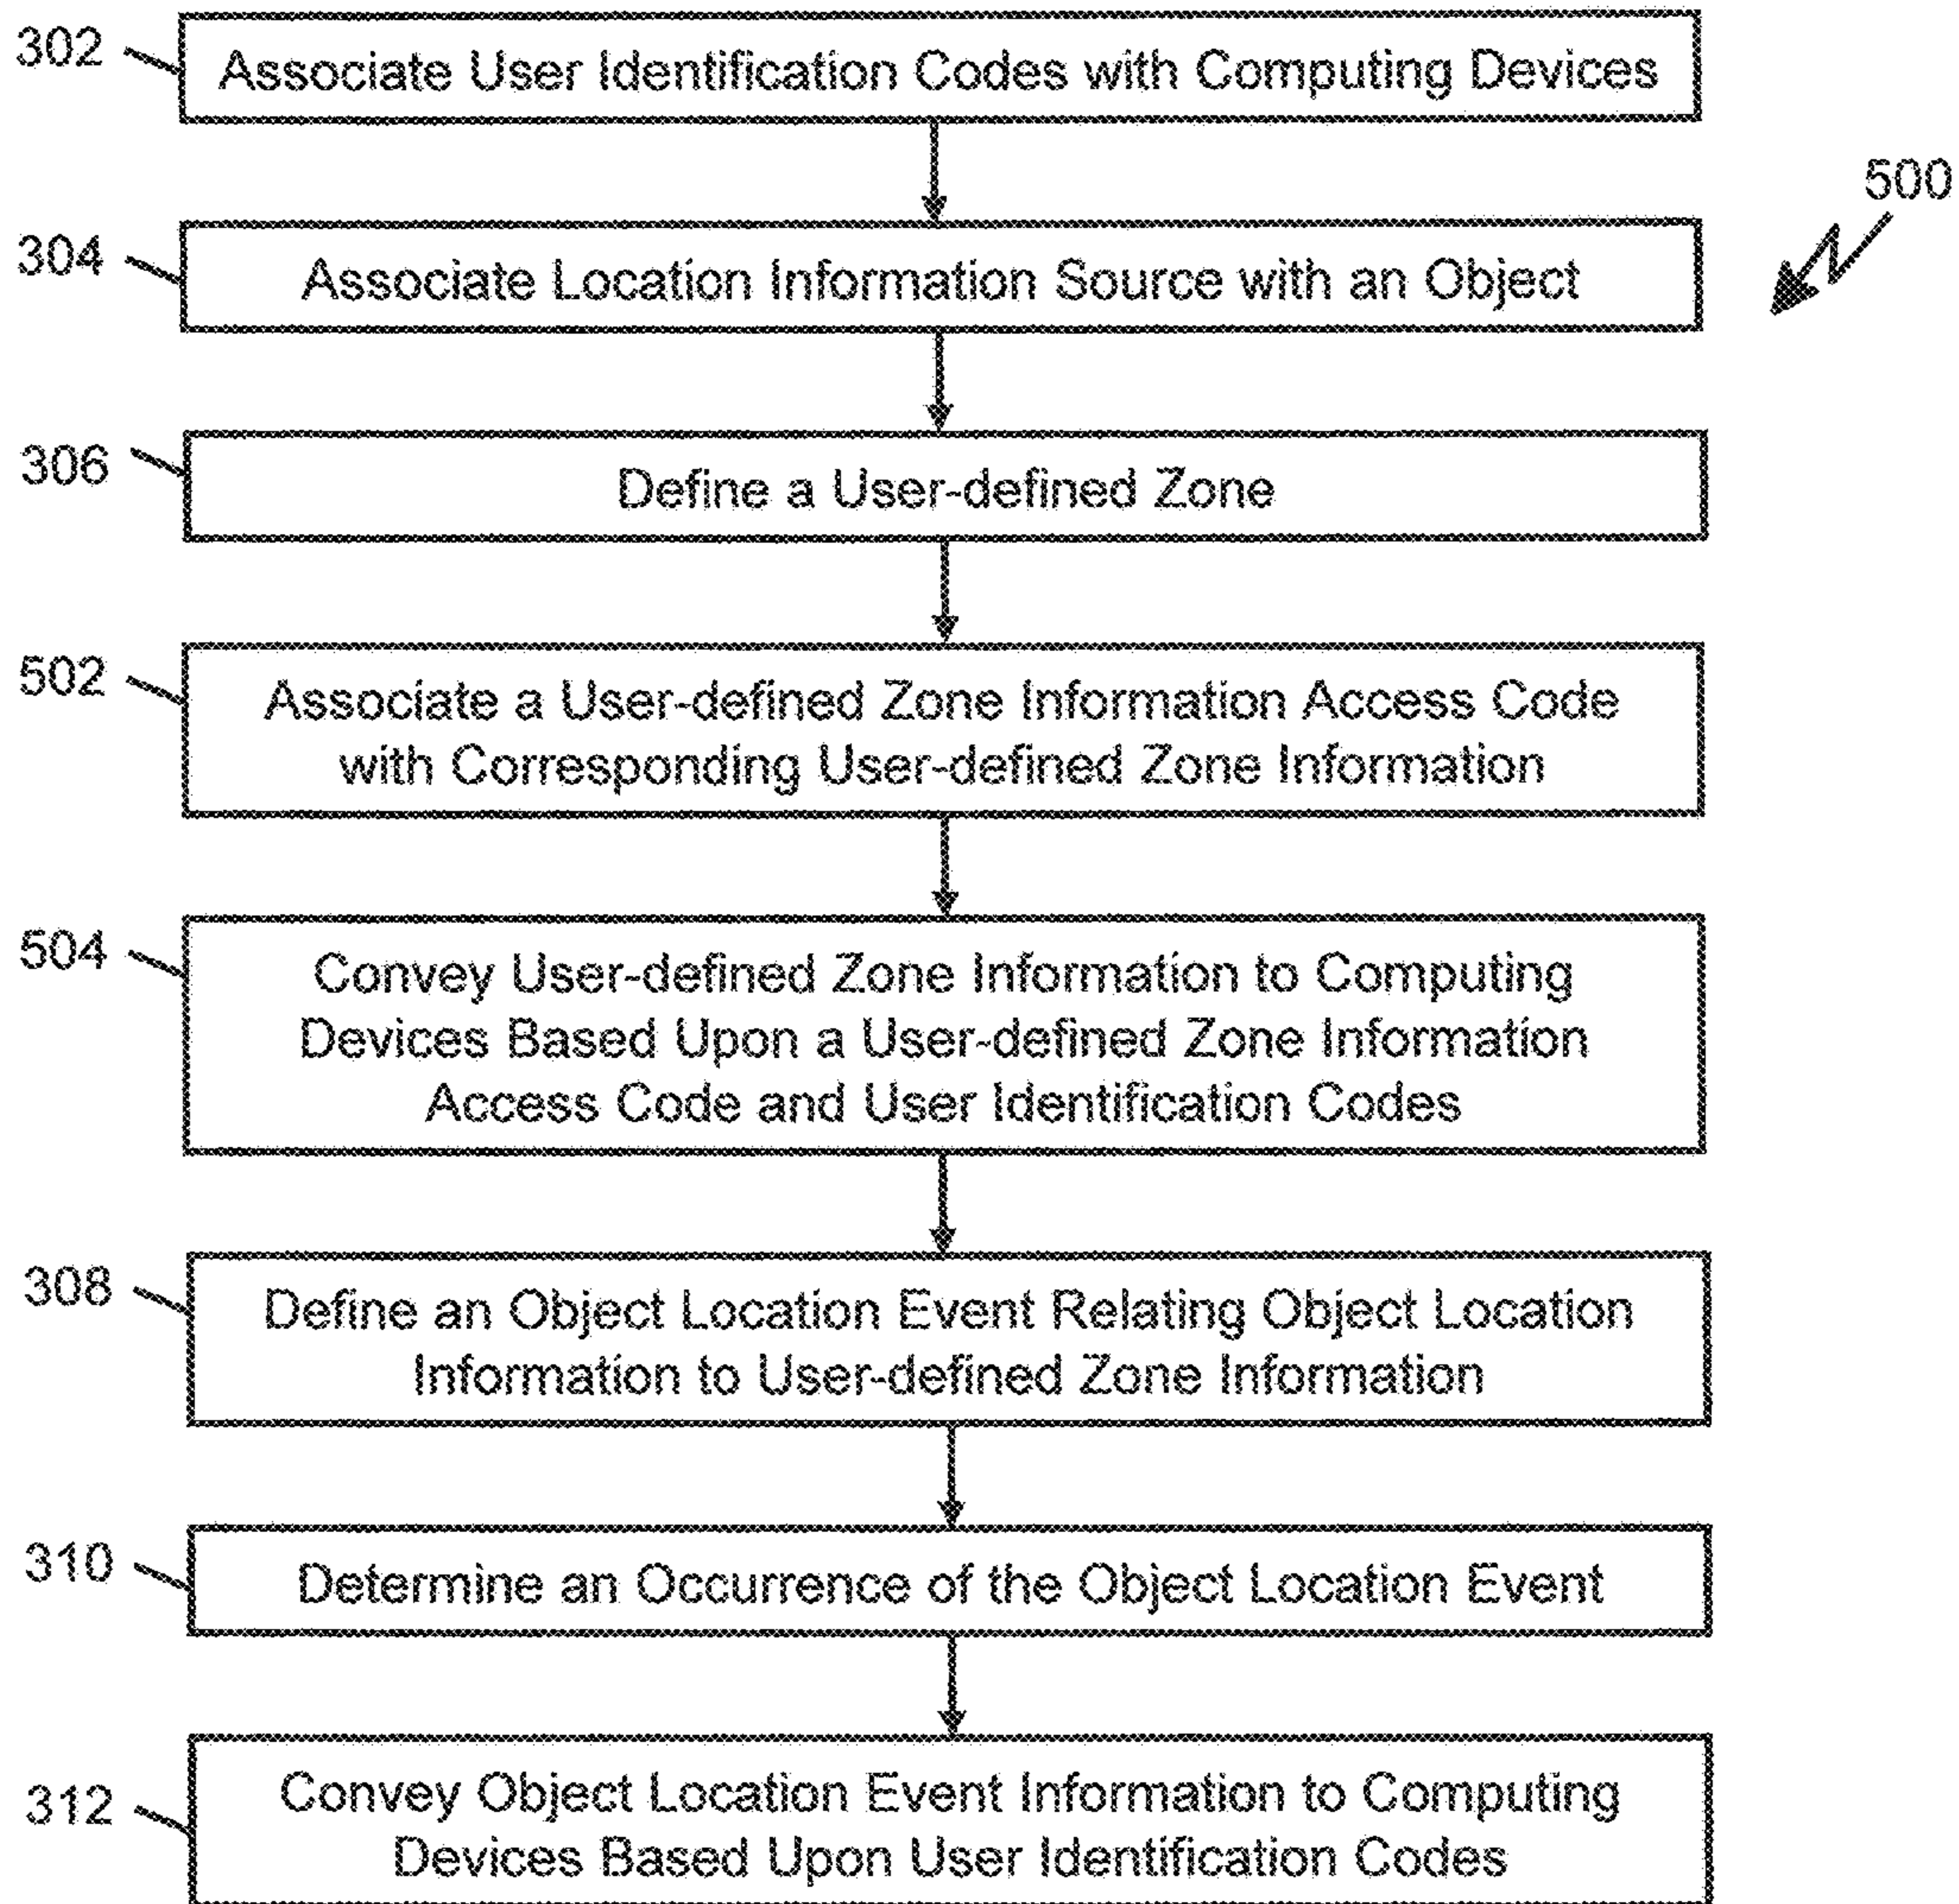 302
Associate User Identification Codes with Computing Devices
500
304
Associate Location Information Source with an Object
306
Define a User-defined Zone
502
Associate a User-defined Zone Information Access Code
with Corresponding User-defined Zone Information
504
Convey User-defined Zone Information to Computing
Devices Based Upon a User-defined Zone Information
Access Code and User Identification Codes
308
Define an Object Location Event Relating Object Location
Information to User-defined Zone Information
310
Determine an Occurrence of the Object Location Event
312
Convey Object Location Event Information to Computing
Devices Based Upon User Identification Codes